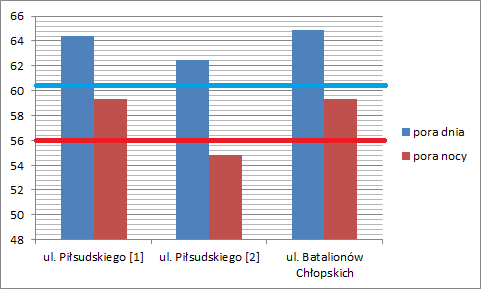 66
64
62
60
58
56
54
52
50
48
ul. Piłsudskiego [1]
ul. Piłsudskiego [2]
ul. Batalionów
Chłopskich
pora dnia
pora nocy